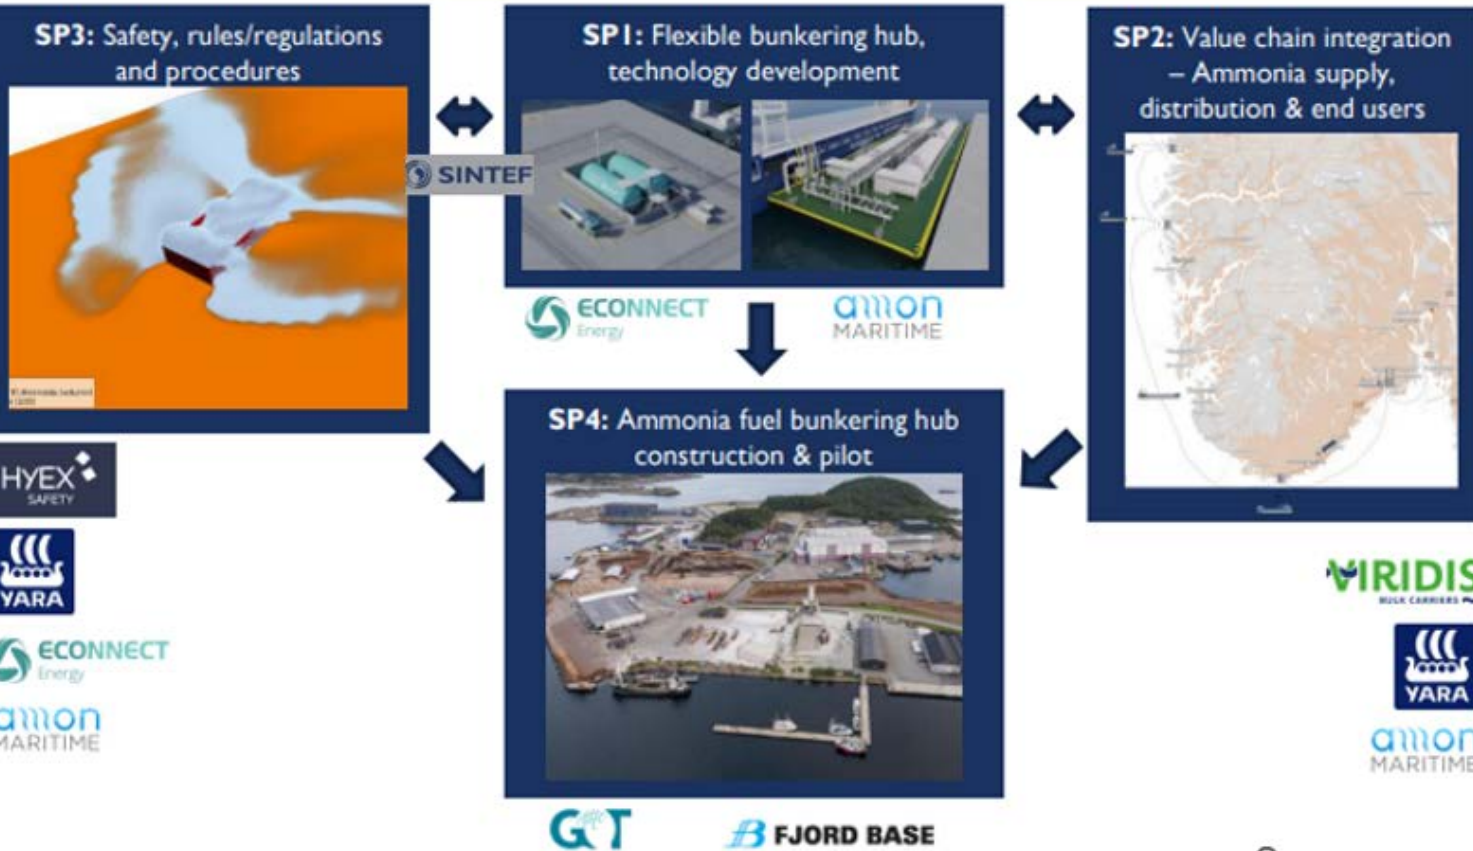 SP3: Safety, rules/regulations
and procedures
SINTEF
HYEX
SAFETY
YARA
ECONNECT
Energy
amon
MARITIME
SP1: Flexible bunkering hub,
technology development
ECONNECT
Energy
amon
MARITIME
SP2: Value chain integration
– Ammonia supply,
distribution & end users
VIRIDIS
BULK CARRIERS
YARA
amon
MARITIME
SP4: Ammonia fuel bunkering hub
construction & pilot
FJORD BASE